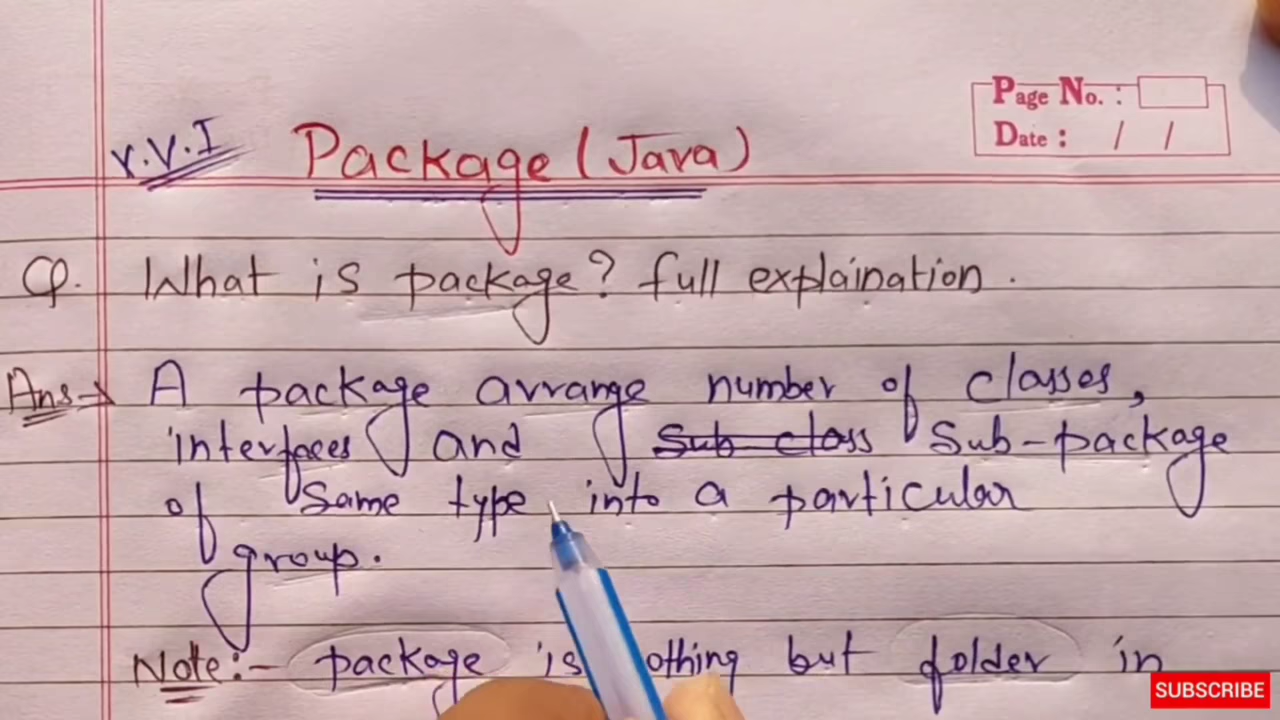 Page No. :
Date : / /
V.V.I Package (Java)
Q. What is package? full explaination.
Ans→ A package arrange number of classes,
interfaces and Sub class Sub-package
of same type into a particular
group.
Note:- package is nothing but folder in
SUBSCRIBE